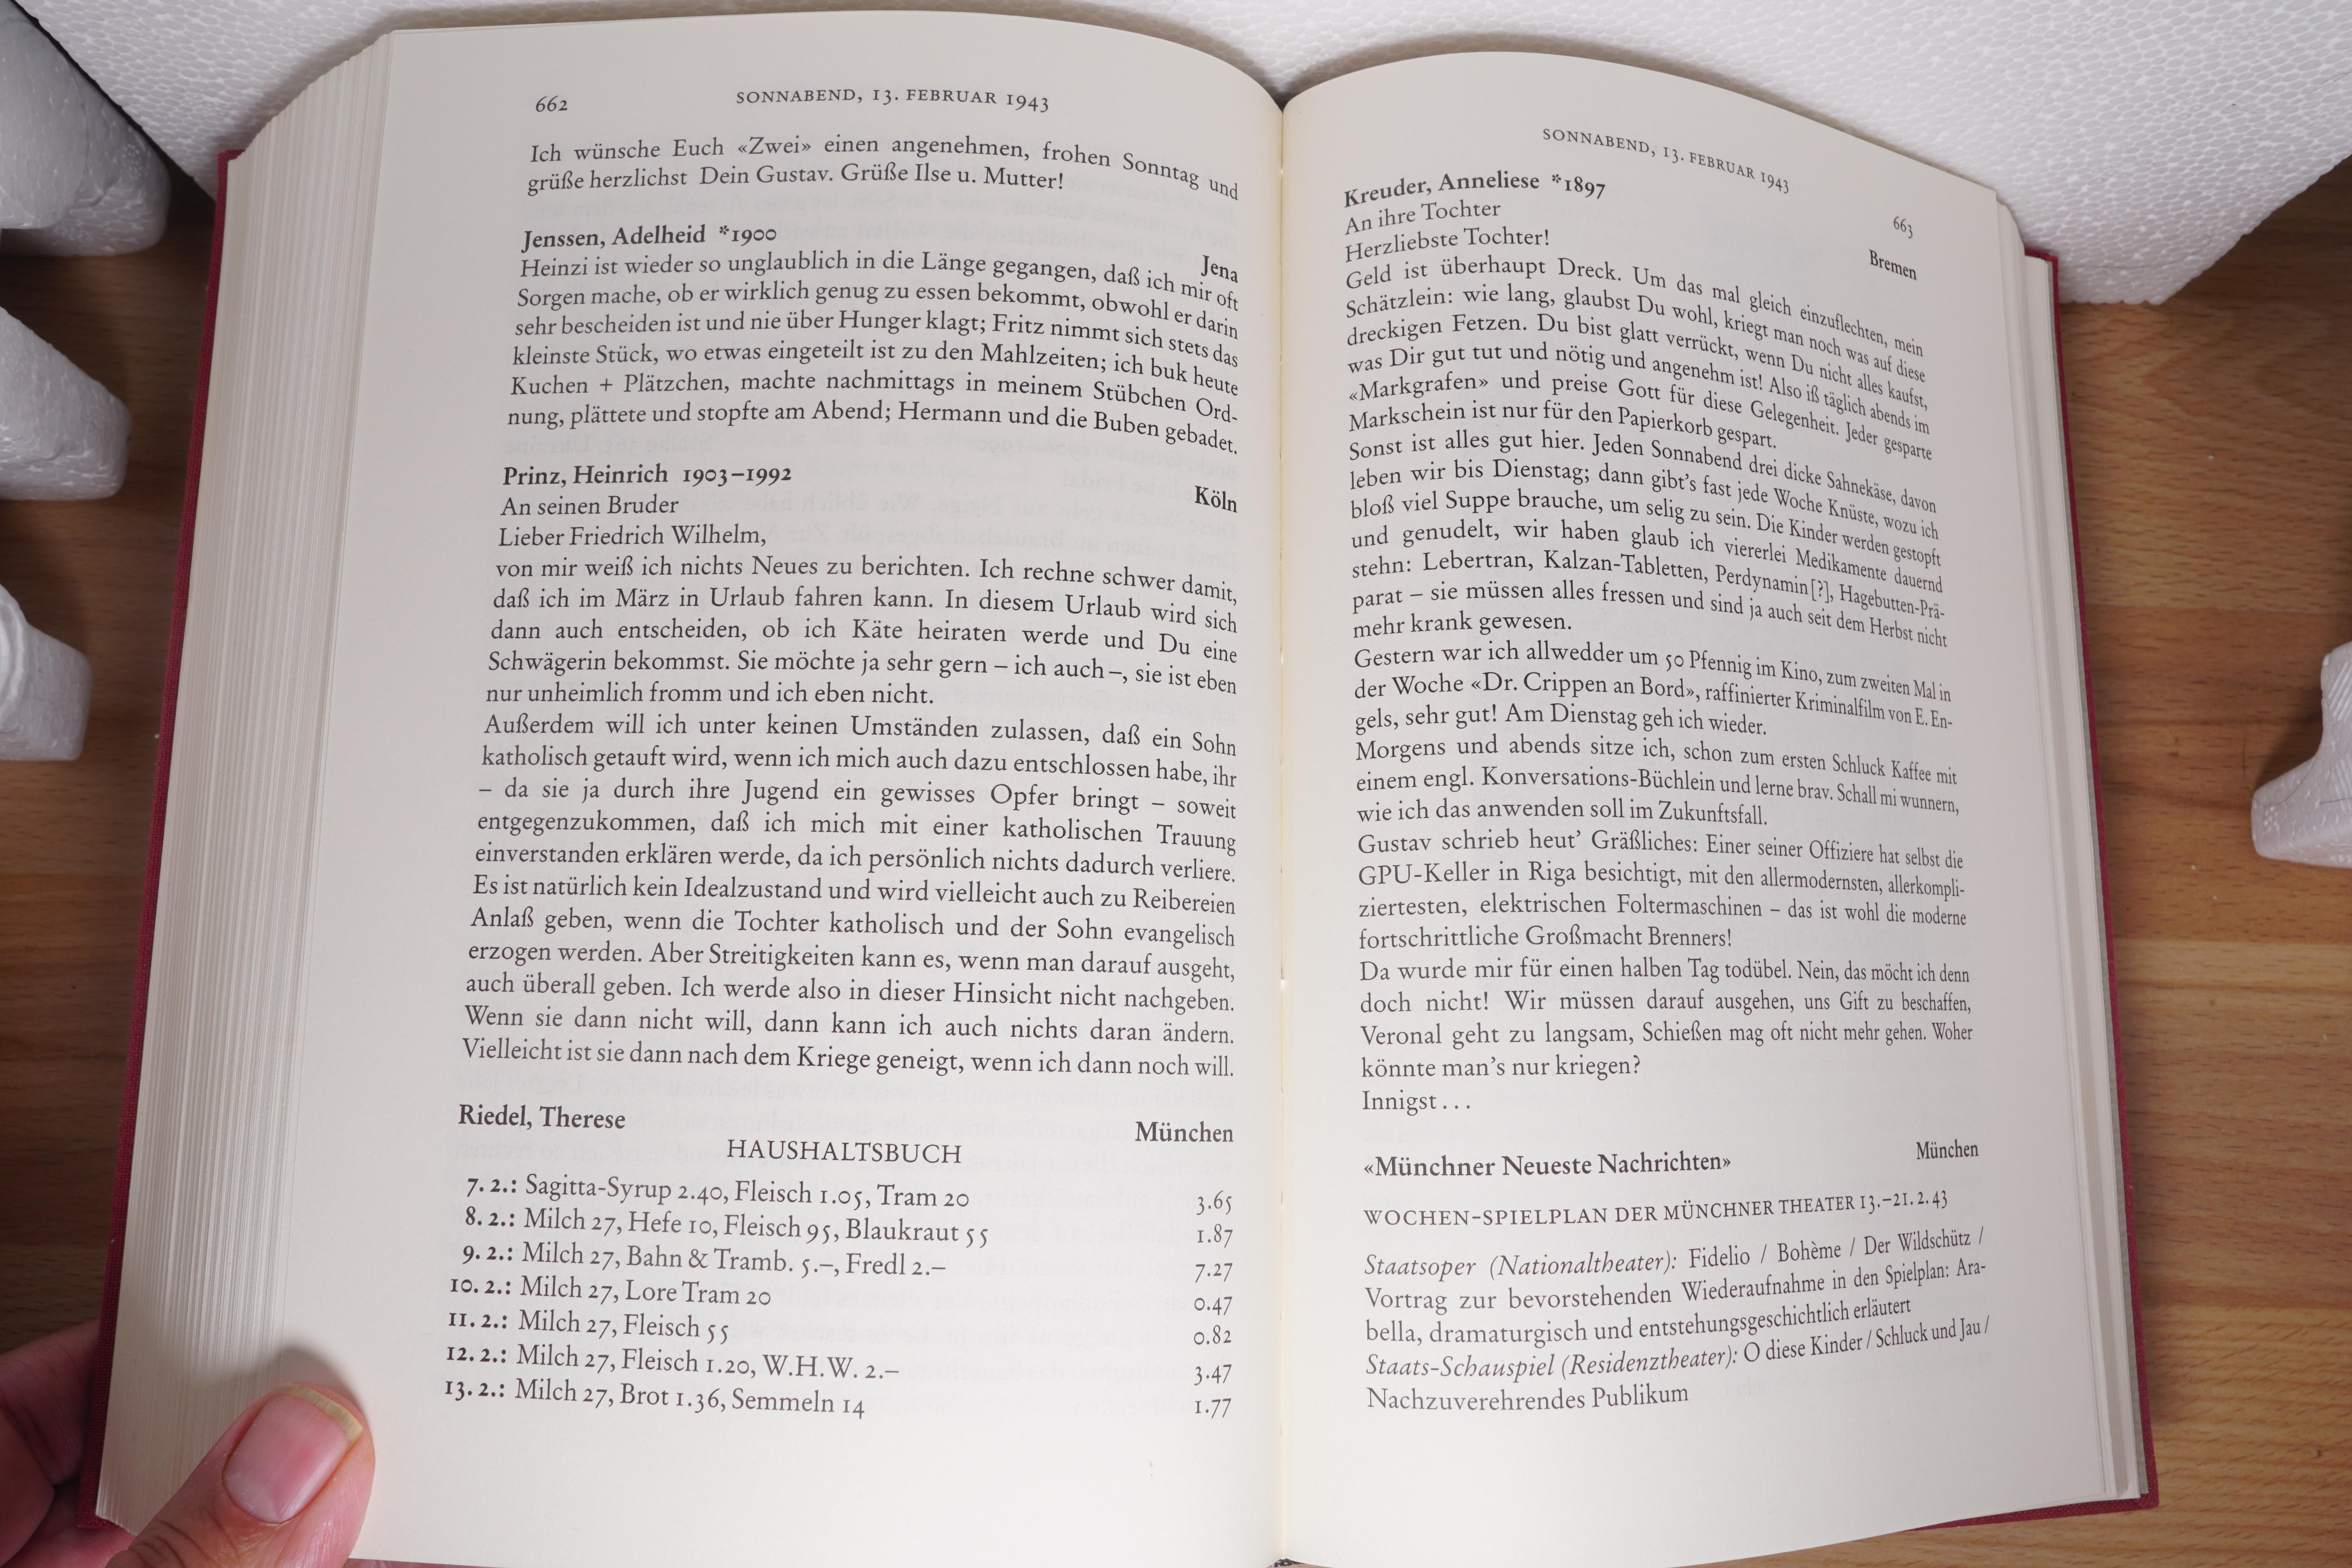 662
SONNABEND, 13. FEBRUAR 1943
Ich wünsche Euch «Zwei» einen angenehmen, frohen Sonntag und
grüße herzlichst Dein Gustav. Grüße Ilse u. Mutter!
Jenssen, Adelheid *1900
Jena
Heinzi ist wieder so unglaublich in die Länge gegangen, daß ich mir oft
Sorgen mache, ob er wirklich genug zu essen bekommt, obwohl er darin
sehr bescheiden ist und nie über Hunger klagt; Fritz nimmt sich stets das
kleinste Stück, wo etwas eingeteilt ist zu den Mahlzeiten; ich buk heute
Kuchen + Plätzchen, machte nachmittags in meinem Stübchen Ord-
nung, plättete und stopfte am Abend; Hermann und die Buben gebadet.
Prinz, Heinrich 1903–1992
Köln
An seinen Bruder
Lieber Friedrich Wilhelm,
von mir weiß ich nichts Neues zu berichten. Ich rechne schwer damit,
daß ich im März in Urlaub fahren kann. In diesem Urlaub wird sich
dann auch entscheiden, ob ich Käte heiraten werde und Du eine
Schwägerin bekommst. Sie möchte ja sehr gern – ich auch –, sie ist eben
nur unheimlich fromm und ich eben nicht.
Außerdem will ich unter keinen Umständen zulassen, daß ein Sohn
katholisch getauft wird, wenn ich mich auch dazu entschlossen habe, ihr
– da sie ja durch ihre Jugend ein gewisses Opfer bringt – soweit
entgegenzukommen, daß ich mich mit einer katholischen Trauung
einverstanden erklären werde, da ich persönlich nichts dadurch verliere.
Es ist natürlich kein Idealzustand und wird vielleicht auch zu Reibereien
Anlaß geben, wenn die Tochter katholisch und der Sohn evangelisch
erzogen werden. Aber Streitigkeiten kann es, wenn man darauf ausgeht,
auch überall geben. Ich werde also in dieser Hinsicht nicht nachgeben.
Wenn sie dann nicht will, dann kann ich auch nichts daran ändern.
Vielleicht ist sie dann nach dem Kriege geneigt, wenn ich dann noch will.
Riedel, Therese
München
HAUSHALTSBUCH
7. 2.: Sagitta-Syrup 2.40, Fleisch 1.05, Tram 20 3.65
8. 2.: Milch 27, Hefe 10, Fleisch 95, Blaukraut 55 1.87
9. 2.: Milch 27, Bahn & Tramb. 5.–, Fredl 2.– 7.27
10. 2.: Milch 27, Lore Tram 20 0.47
11. 2.: Milch 27, Fleisch 55 0.82
12. 2.: Milch 27, Fleisch 1.20, W.H.W. 2.– 3.47
13. 2.: Milch 27, Brot 1.36, Semmeln 14 1.77
SONNABEND, 13. FEBRUAR 1943
663
Kreuder, Anneliese *1897
Bremen
An ihre Tochter
Herzliebste Tochter!
Geld ist überhaupt Dreck. Um das mal gleich einzuflechten, mein
Schätzlein: wie lang, glaubst Du wohl, kriegt man noch was auf diese
dreckigen Fetzen. Du bist glatt verrückt, wenn Du nicht alles kaufst,
was Dir gut tut und nötig und angenehm ist! Also iß täglich abends im
«Markgrafen» und preise Gott für diese Gelegenheit. Jeder gesparte
Markschein ist nur für den Papierkorb gespart.
Sonst ist alles gut hier. Jeden Sonnabend drei dicke Sahnekäse, davon
leben wir bis Dienstag; dann gibt's fast jede Woche Knüste, wozu ich
bloß viel Suppe brauche, um selig zu sein. Die Kinder werden gestopft
und genudelt, wir haben glaub ich viererlei Medikamente dauernd
stehn: Lebertran, Kalzan-Tabletten, Perdynamin[?], Hagebutten-Prä-
parat – sie müssen alles fressen und sind ja auch seit dem Herbst nicht
mehr krank gewesen.
Gestern war ich allwedder um 50 Pfennig im Kino, zum zweiten Mal in
der Woche «Dr. Crippen an Bord», raffinierter Kriminalfilm von E. En-
gels, sehr gut! Am Dienstag geh ich wieder.
Morgens und abends sitze ich, schon zum ersten Schluck Kaffee mit
einem engl. Konversations-Büchlein und lerne brav. Schall mi wunnern,
wie ich das anwenden soll im Zukunftsfall.
Gustav schrieb heut' Gräßliches: Einer seiner Offiziere hat selbst die
GPU-Keller in Riga besichtigt, mit den allermodernsten, allerkompli-
ziertesten, elektrischen Foltermaschinen – das ist wohl die moderne
fortschrittliche Großmacht Brenners!
Da wurde mir für einen halben Tag todübel. Nein, das möcht ich denn
doch nicht! Wir müssen darauf ausgehen, uns Gift zu beschaffen,
Veronal geht zu langsam, Schießen mag oft nicht mehr gehen. Woher
könnte man's nur kriegen?
Innigst . . .
«Münchner Neueste Nachrichten»
München
WOCHEN-SPIELPLAN DER MÜNCHNER THEATER 13.–21. 2. 43
Staatsoper (Nationaltheater): Fidelio / Bohème / Der Wildschütz /
Vortrag zur bevorstehenden Wiederaufnahme in den Spielplan: Ara-
bella, dramaturgisch und entstehungsgeschichtlich erläutert
Staats-Schauspiel (Residenztheater): O diese Kinder / Schluck und Jau /
Nachzuverehrendes Publikum